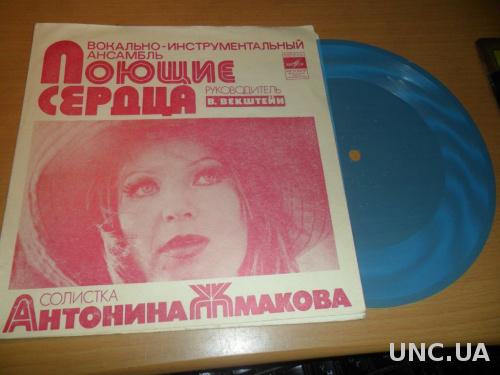 ВОКАЛЬНО-ИНСТРУМЕНТАЛЬНЫЙ
АНСАМБЛЬ
ПОЮЩИЕ
СЕРДЦА
РУКОВОДИТЕЛЬ
В. ВЕКШТЕЙН
СОЛИСТКА
АНТОНИНА ЖМАКОВА
UNC.UA